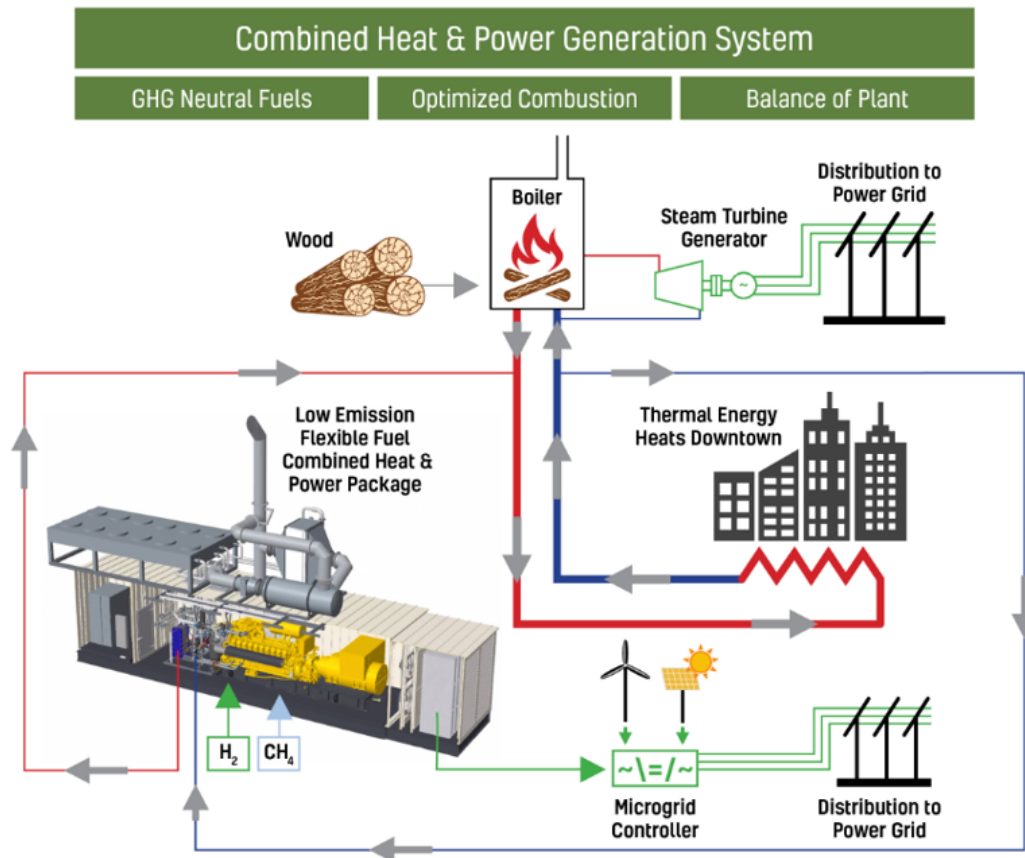 Combined Heat & Power Generation System
GHG Neutral Fuels
Optimized Combustion
Balance of Plant
Boiler
Wood
Steam Turbine
Generator
Distribution to
Power Grid
~
Low Emission
Flexible Fuel
Combined Heat &
Power Package
Thermal Energy
Heats Downtown
H₂
CH₄
~\=/~
Microgrid
Controller
Distribution to
Power Grid